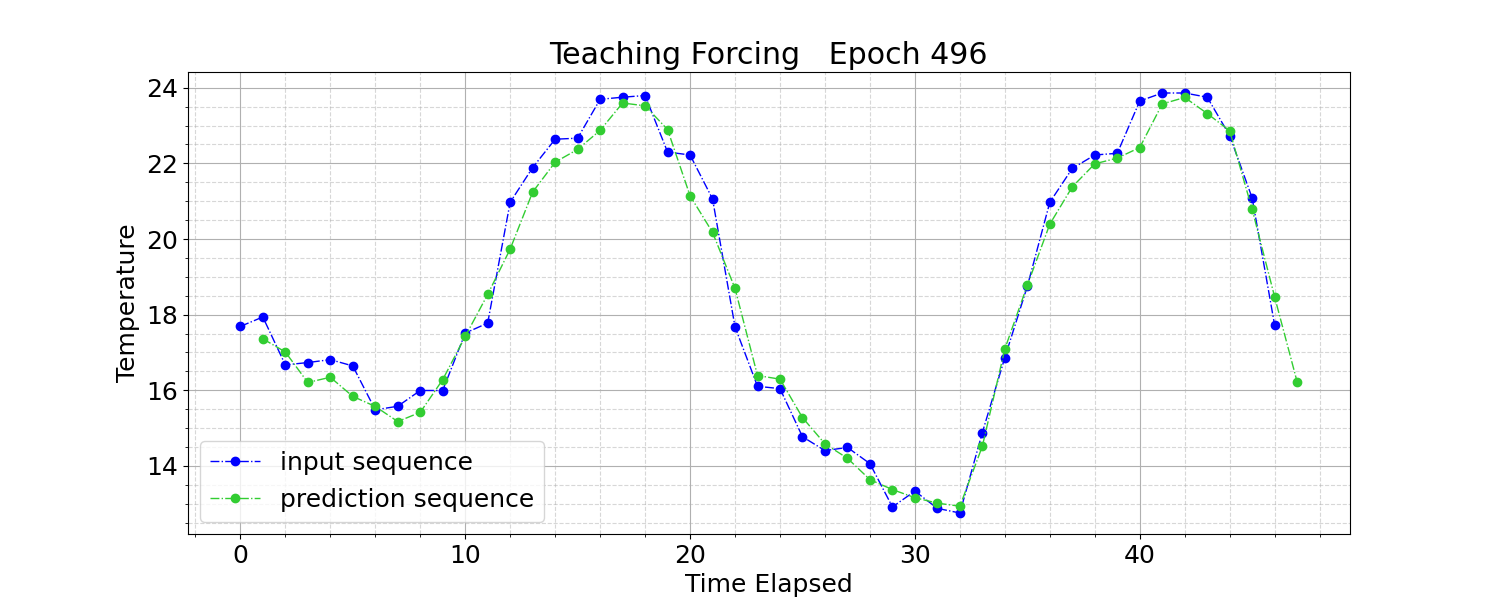 Teaching Forcing   Epoch 496
24
22
20
18
16
14
Temperature
input sequence
prediction sequence
0 10 20 30 40
Time Elapsed